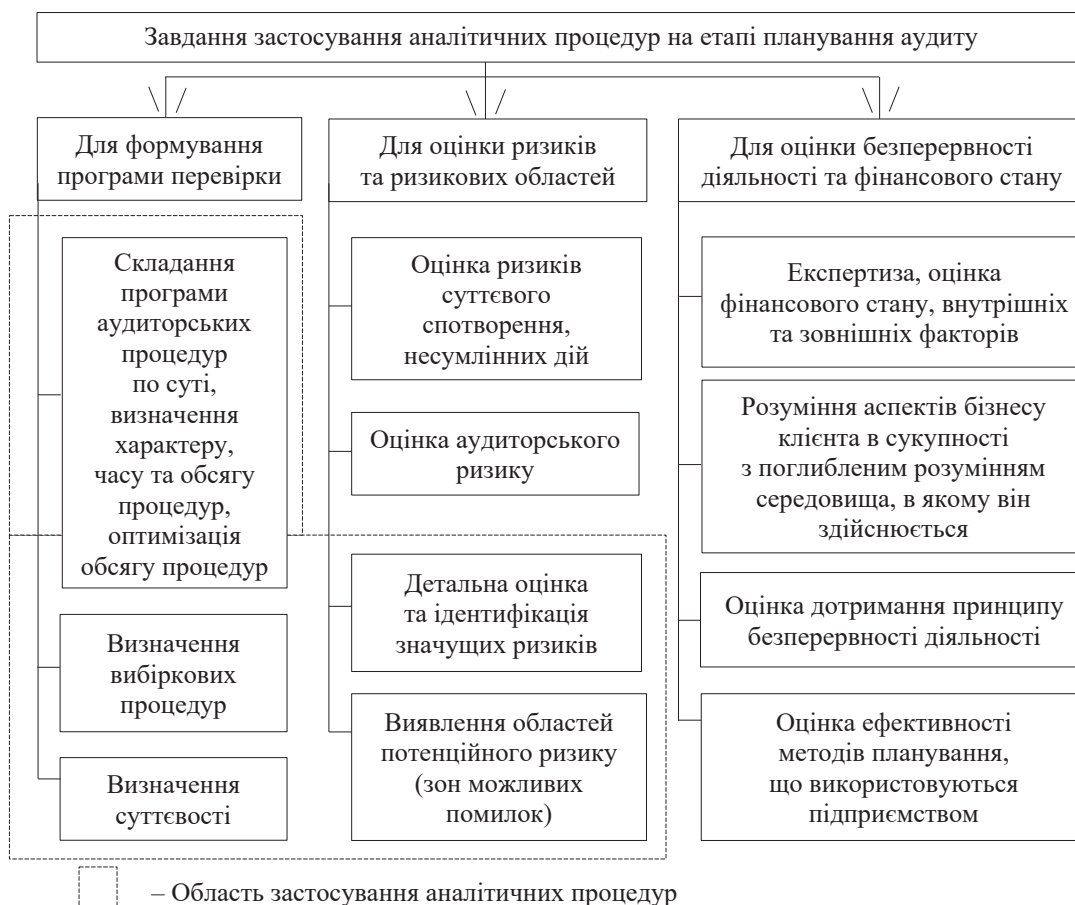 Завдання застосування аналітичних процедур на етапі планування аудиту
Для формування
програми перевірки
Складання
програми
аудиторських
процедур
по суті,
визначення
характеру,
часу та обсягу
процедур,
оптимізація
обсягу процедур
Визначення
вибіркових
процедур
Визначення
суттєвості
Для оцінки ризиків
та ризикових областей
Оцінка ризиків
суттєвого
спотворення,
несумлінних дій
Оцінка аудиторського
ризику
Детальна оцінка
та ідентифікація
значущих ризиків
Виявлення областей
потенційного ризику
(зон можливих
помилок)
Для оцінки безперервності
діяльності та фінансового стану
Експертиза, оцінка
фінансового стану, внутрішніх
та зовнішніх факторів
Розуміння аспектів бізнесу
клієнта в сукупності
з поглибленим розумінням
середовища, в якому він
здійснюється
Оцінка дотримання принципу
безперервності діяльності
Оцінка ефективності
методів планування,
що використовуються
підприємством
– Область застосування аналітичних процедур